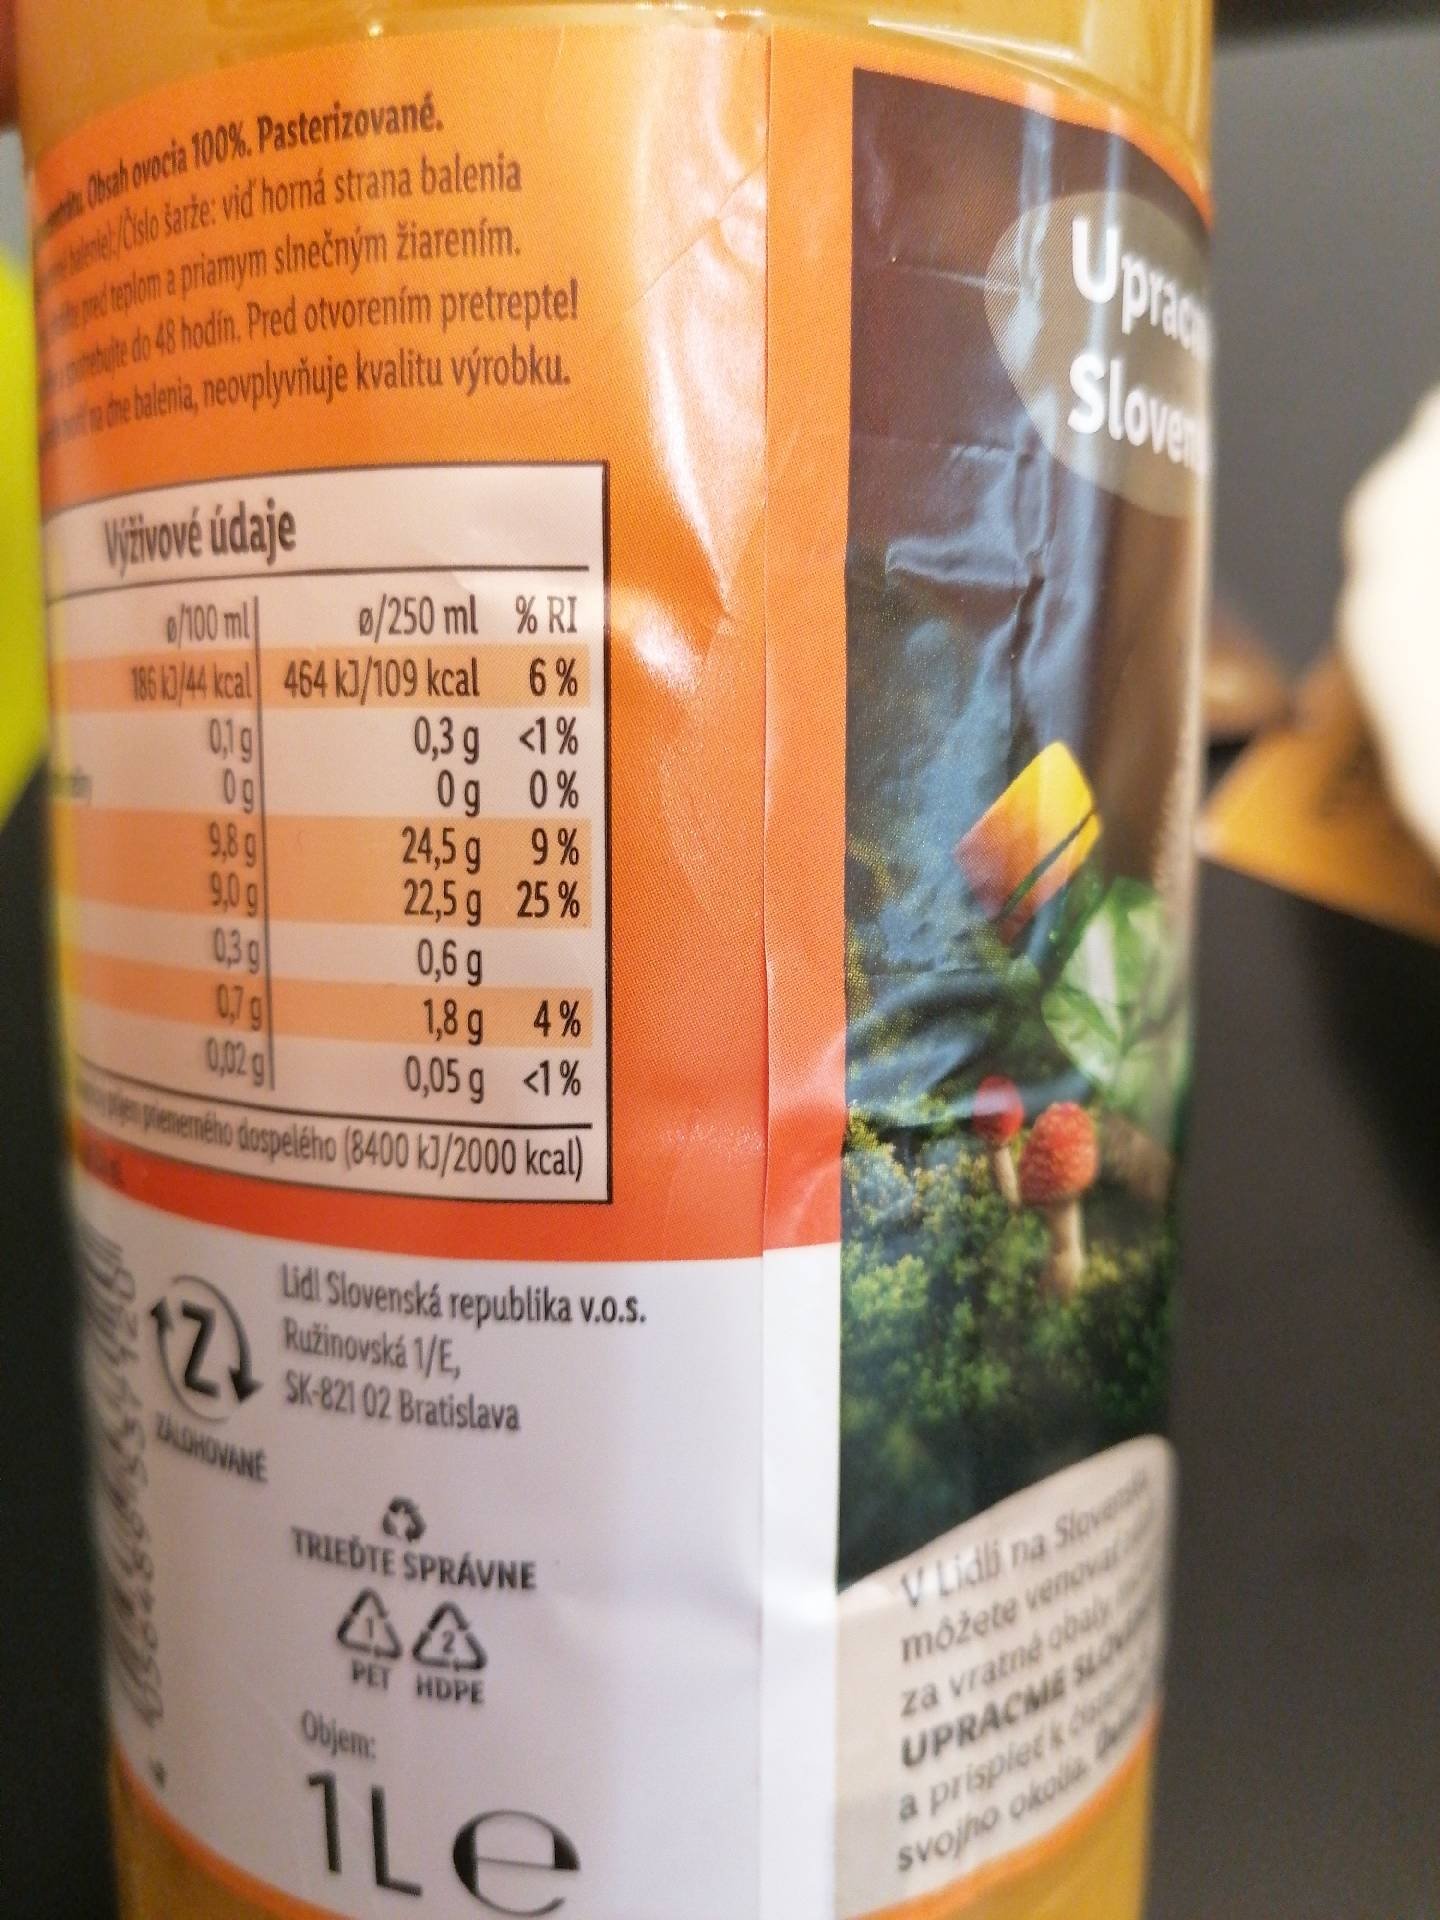 Obsah ovocia 100%. Pasterizované.
/Číslo šarže: viď horná strana balenia
pred teplom a priamym slnečným žiarením.
do 48 hodín. Pred otvorením pretrepte!
na dne balenia, neovplyvňuje kvalitu výrobku.
Výživové údaje
ø/100 ml ø/250 ml % RI
186 kJ/44 kcal 464 kJ/109 kcal 6 %
0,1 g 0,3 g <1 %
0 g 0 g 0 %
9,8 g 24,5 g 9 %
9,0 g 22,5 g 25 %
0,3 g 0,6 g
0,7 g 1,8 g 4 %
0,02 g 0,05 g <1 %
príjem priemerného dospelého (8400 kJ/2000 kcal)
Z
ZÁLOHOVANÉ
Lidl Slovenská republika v.o.s.
Ružinovská 1/E,
SK-821 02 Bratislava
TRIEĎTE SPRÁVNE
1 2
PET HDPE
Objem:
1L e
V Lidli na
môžete
za vratné obaly
UPRACME
a prispieť k
svojho okolia.